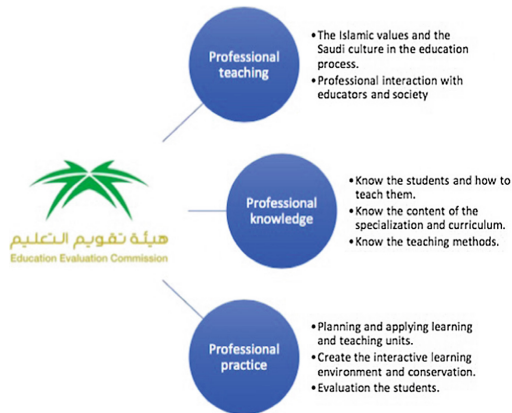 Professional
teaching
• The Islamic values and the
Saudi culture in the education
process.
• Professional interaction with
educators and society
هيئة تقويم التعليم
Education Evaluation Commission
Professional
knowledge
• Know the students and how to
teach them.
• Know the content of the
specialization and curriculum.
• Know the teaching methods.
Professional
practice
• Planning and applying learning
and teaching units.
• Create the interactive learning
environment and conservation.
• Evaluation the students.